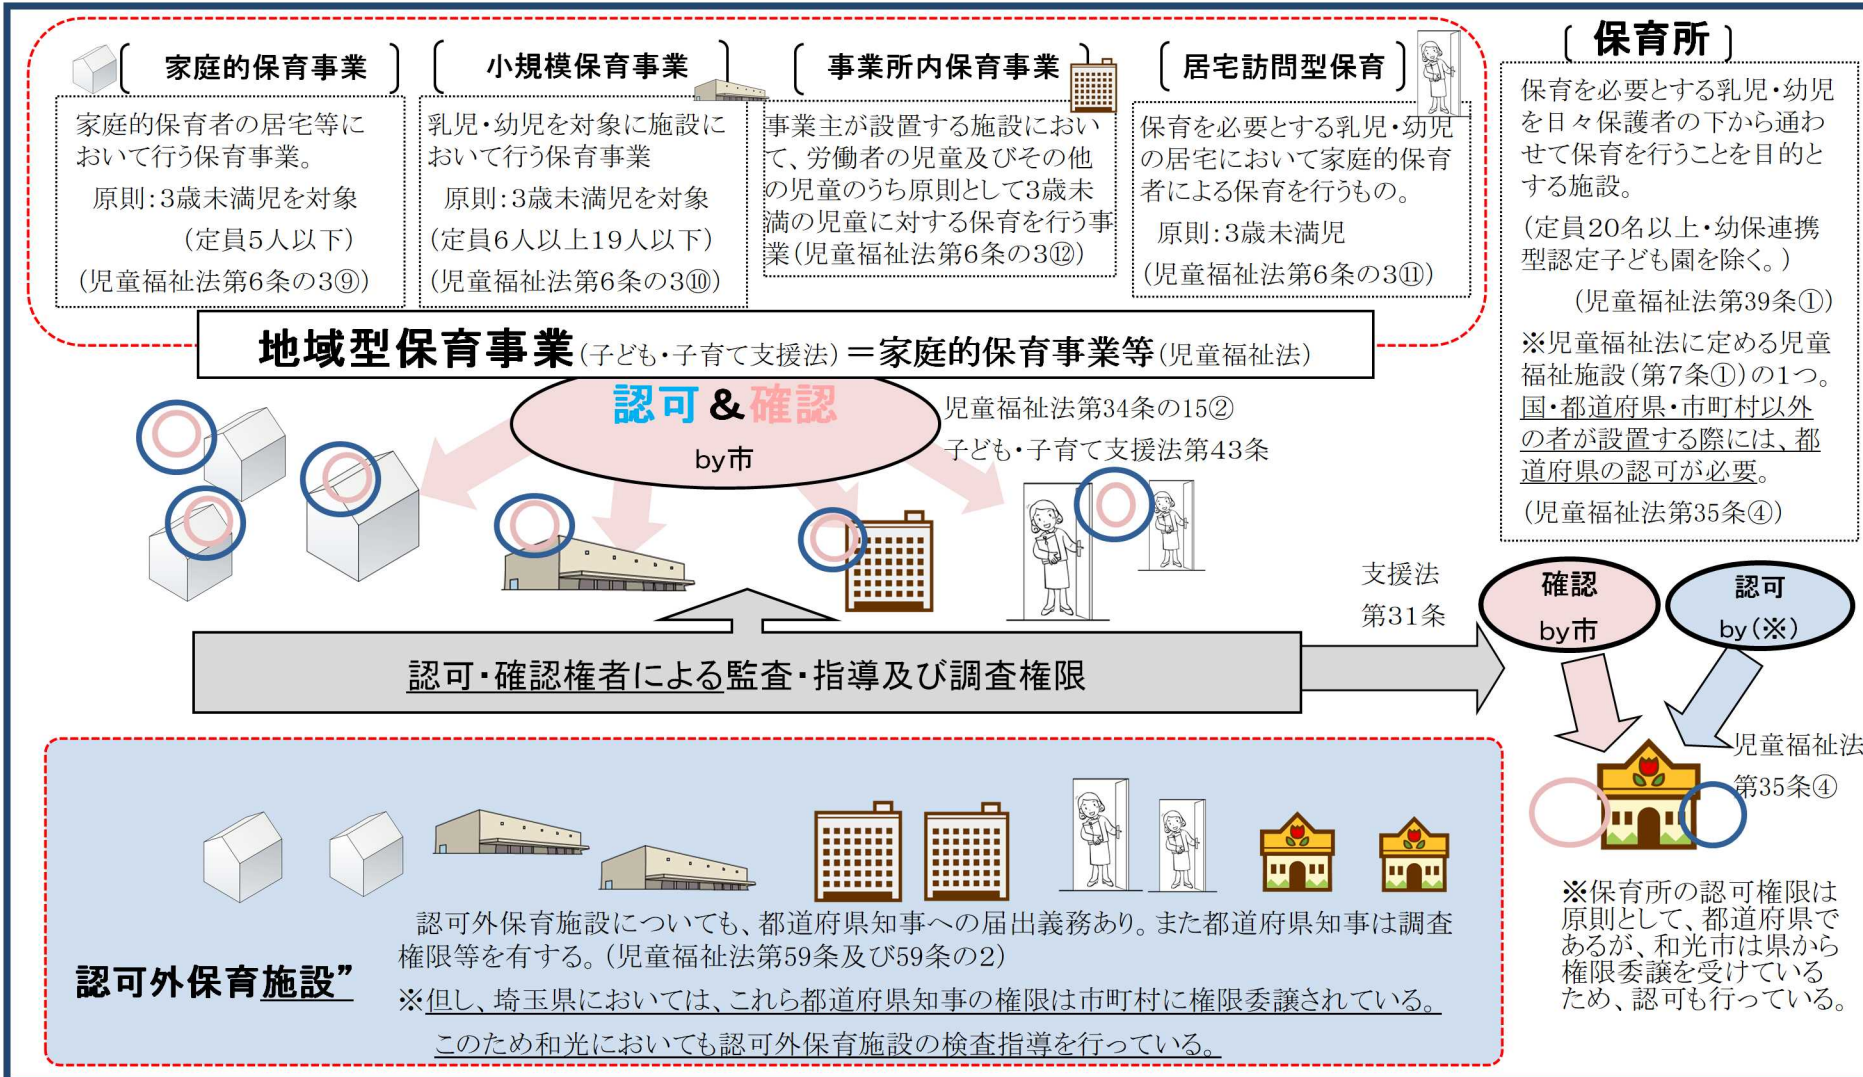 〔 家庭的保育事業 〕
家庭的保育者の居宅等に
おいて行う保育事業。
原則：3歳未満児を対象
（定員5人以下）
（児童福祉法第6条の3⑨）
〔 小規模保育事業 〕
乳児・幼児を対象に施設に
おいて行う保育事業
原則：3歳未満児を対象
（定員6人以上19人以下）
（児童福祉法第6条の3⑩）
〔 事業所内保育事業 〕
事業主が設置する施設におい
て、労働者の児童及びその他
の児童のうち原則として3歳未
満の児童に対する保育を行う事
業（児童福祉法第6条の3⑫）
〔 居宅訪問型保育 〕
保育を必要とする乳児・幼児
の居宅において家庭的保育
者による保育を行うもの。
原則：3歳未満児
（児童福祉法第6条の3⑪）
〔 保育所 〕
保育を必要とする乳児・幼児
を日々保護者の下から通わ
せて保育を行うことを目的と
する施設。
（定員20名以上・幼保連携
型認定子ども園を除く。）
（児童福祉法第39条①）
※児童福祉法に定める児童
福祉施設（第7条①）の1つ。
国・都道府県・市町村以外
の者が設置する際には、都
道府県の認可が必要。
（児童福祉法第35条④）
地域型保育事業（子ども・子育て支援法）＝家庭的保育事業等（児童福祉法）
認可＆確認
by市
児童福祉法第34条の15②
子ども・子育て支援法第43条
認可・確認権者による監査・指導及び調査権限
支援法
第31条
確認
by市
認可
by（※）
児童福祉法
第35条④
※保育所の認可権限は
原則として、都道府県で
あるが、和光市は県から
権限委譲を受けている
ため、認可も行っている。
認可外保育施設”
認可外保育施設についても、都道府県知事への届出義務あり。また都道府県知事は調査
権限等を有する。（児童福祉法第59条及び59条の2）
※但し、埼玉県においては、これら都道府県知事の権限は市町村に権限委譲されている。
このため和光においても認可外保育施設の検査指導を行っている。